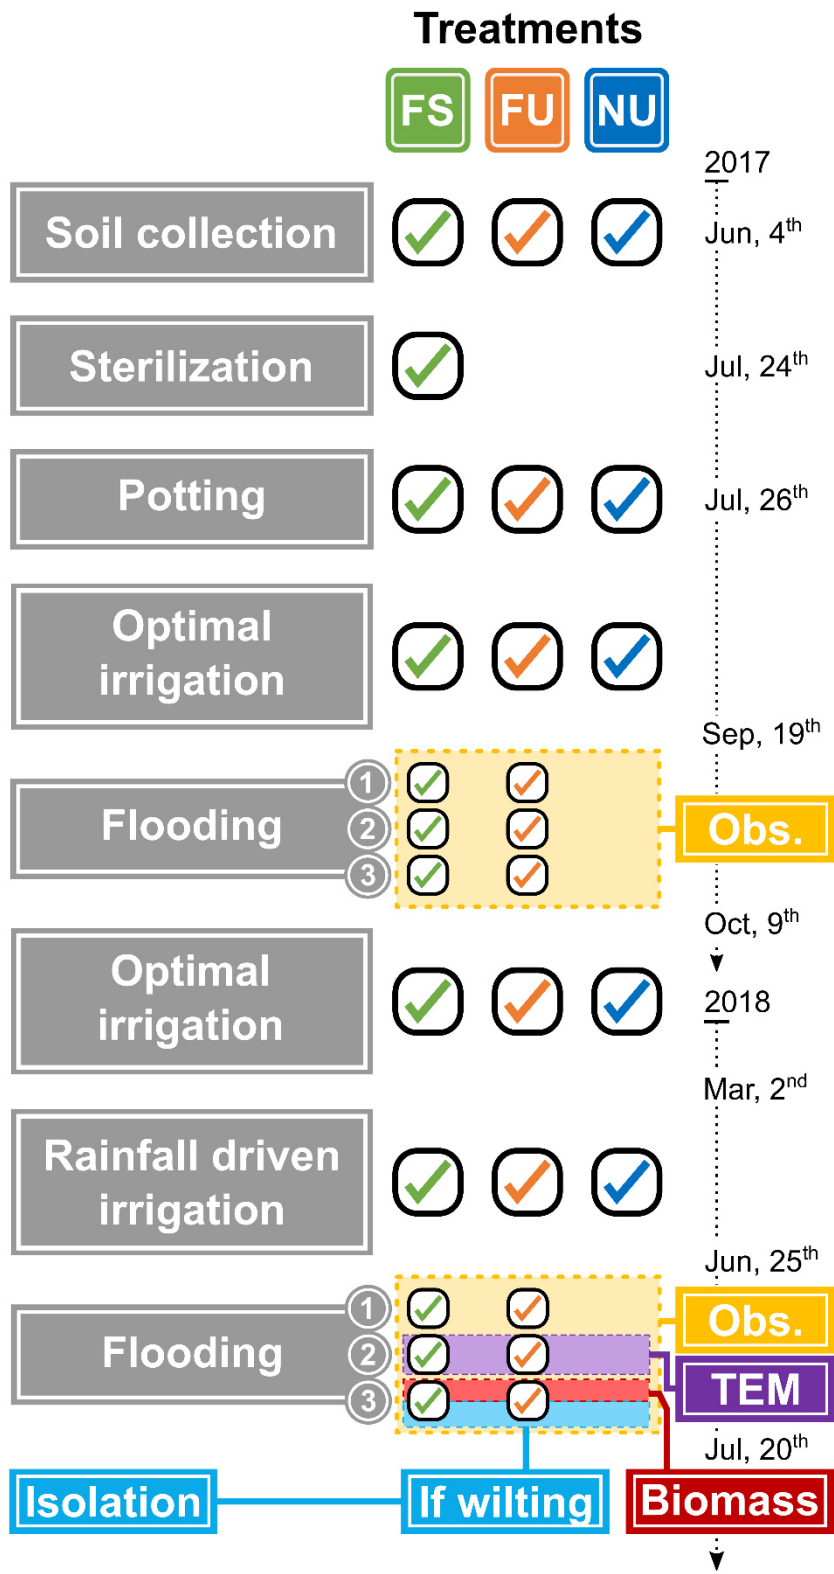 Treatments
FS FU NU
2017
Soil collection
Jun, 4th
Sterilization
Jul, 24th
Potting
Jul, 26th
Optimal
irrigation
Sep, 19th
Flooding
1
2
3
Obs.
Oct, 9th
Optimal
irrigation
2018
Mar, 2nd
Rainfall driven
irrigation
Jun, 25th
Flooding
1
2
3
Obs.
TEM
Jul, 20th
Isolation
If wilting
Biomass